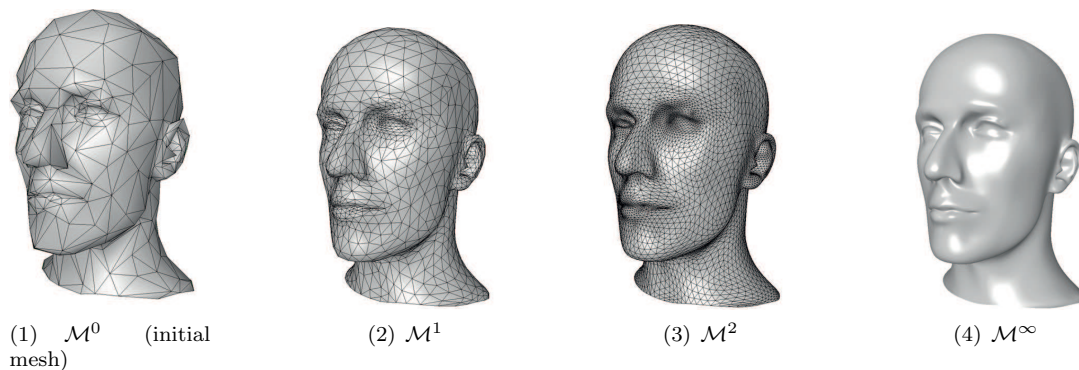 (1) ℳ⁰ (initial
mesh)
(2) ℳ¹
(3) ℳ²
(4) ℳ^∞